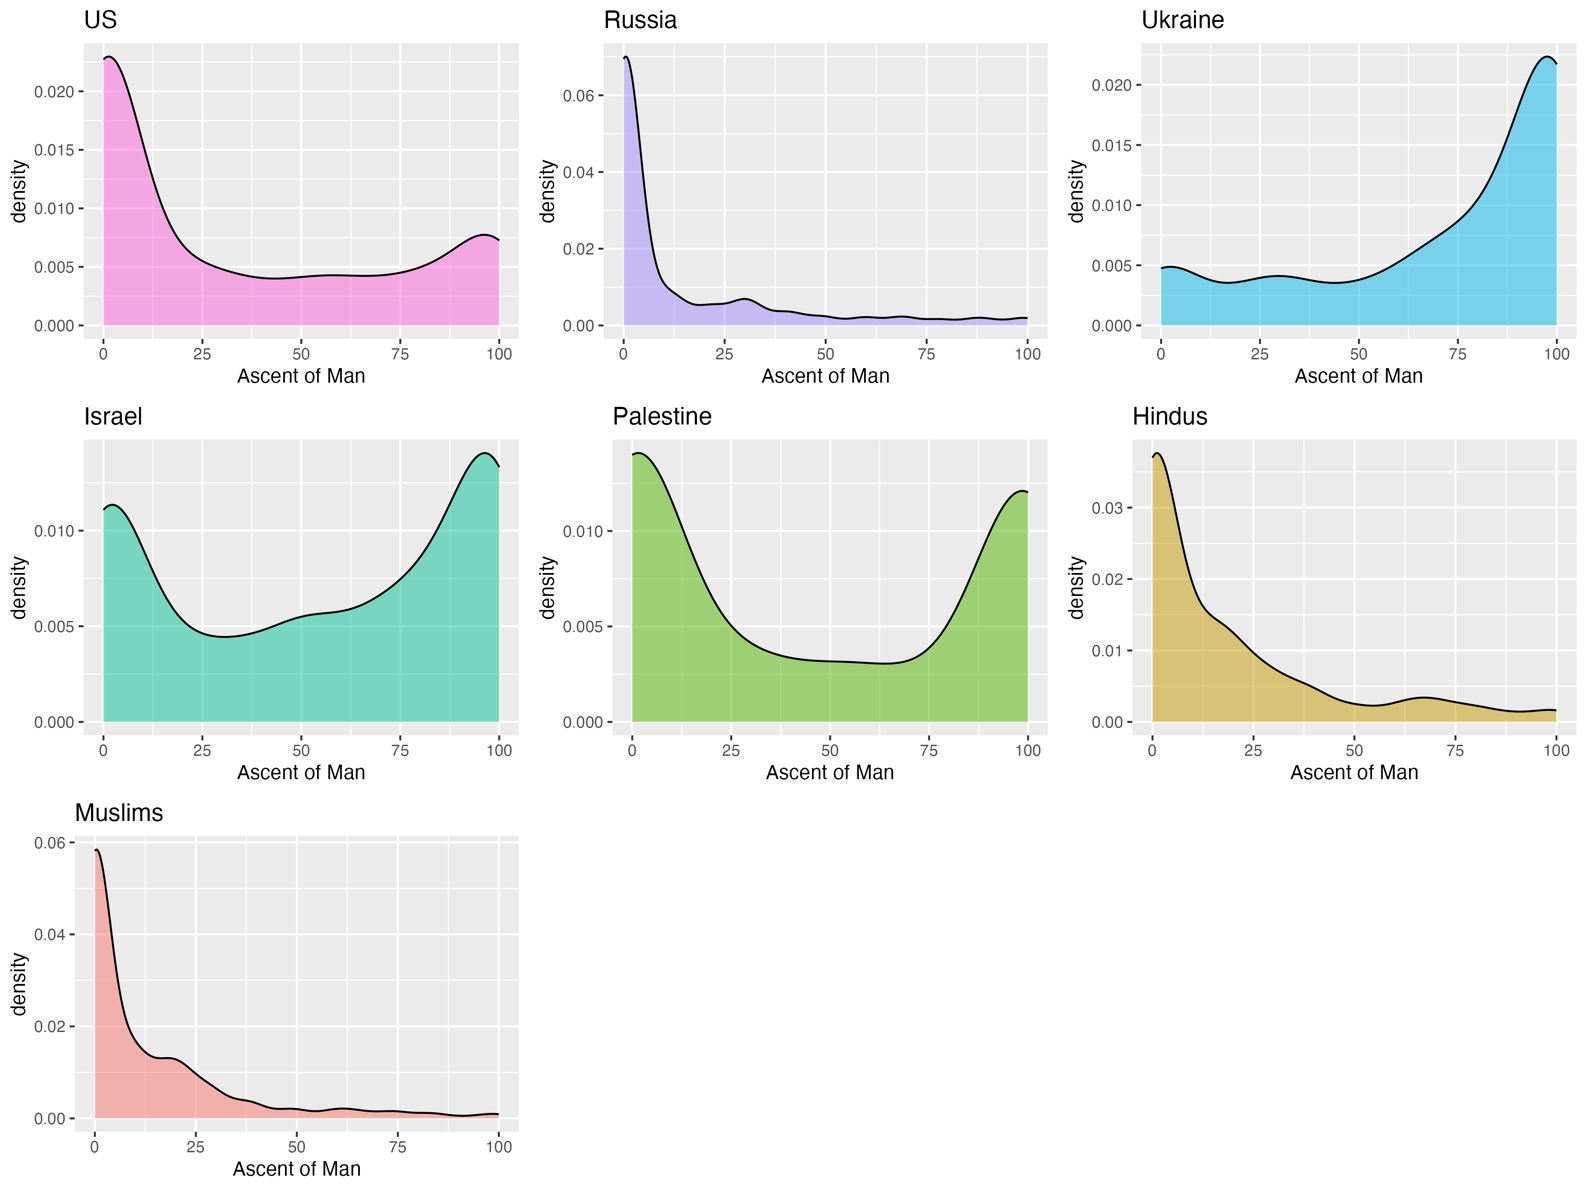 US
Russia
Ukraine
density
0.020
0.015
0.010
0.005
0.000
0 25 50 75 100
Ascent of Man
density
0.06
0.04
0.02
0.00
0 25 50 75 100
Ascent of Man
density
0.020
0.015
0.010
0.005
0.000
0 25 50 75 100
Ascent of Man
Israel
Palestine
Hindus
density
0.010
0.005
0.000
0 25 50 75 100
Ascent of Man
density
0.010
0.005
0.000
0 25 50 75 100
Ascent of Man
density
0.03
0.02
0.01
0.00
0 25 50 75 100
Ascent of Man
Muslims
density
0.06
0.04
0.02
0.00
0 25 50 75 100
Ascent of Man